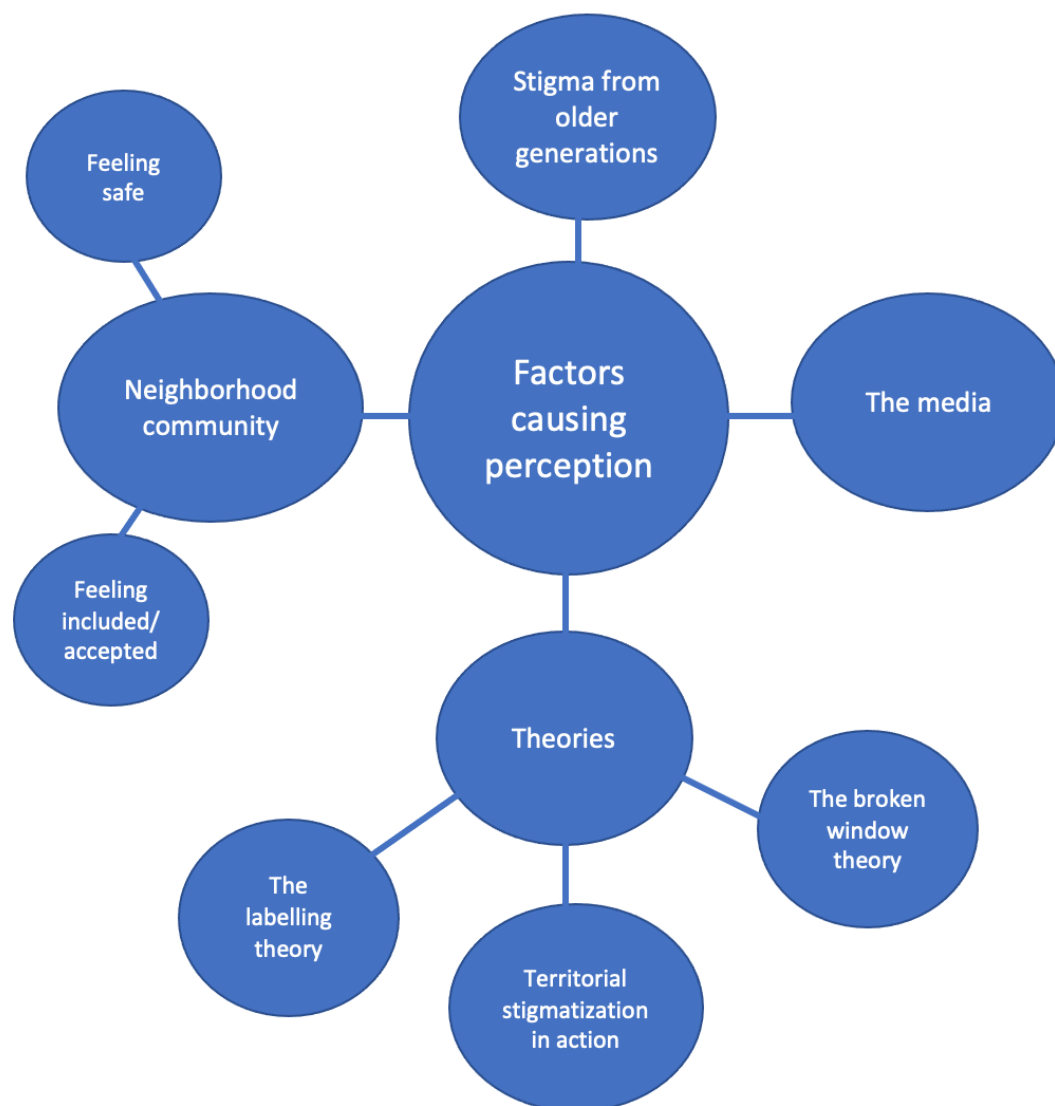 Stigma from
older
generations
Feeling
safe
Neighborhood
community
Factors
causing
perception
The media
Feeling
included/
accepted
Theories
The broken
window
theory
The
labelling
theory
Territorial
stigmatization
in action